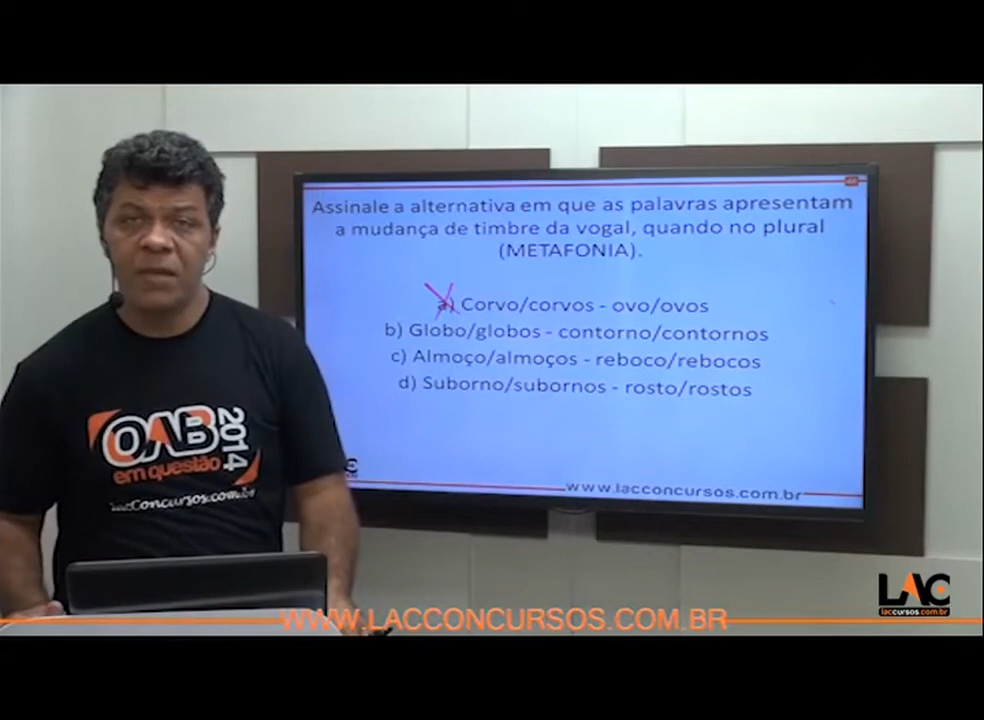 Assinale a alternativa em que as palavras apresentam
a mudança de timbre da vogal, quando no plural
(METAFONIA).
a) Corvo/corvos - ovo/ovos
b) Globo/globos - contorno/contornos
c) Almoço/almoços - reboco/rebocos
d) Suborno/subornos - rosto/rostos
www.lacconcursos.com.br
OAB
2014
em questão
lacConcursos.com.br
LAC
laccursos.com.br
WWW.LACCONCURSOS.COM.BR